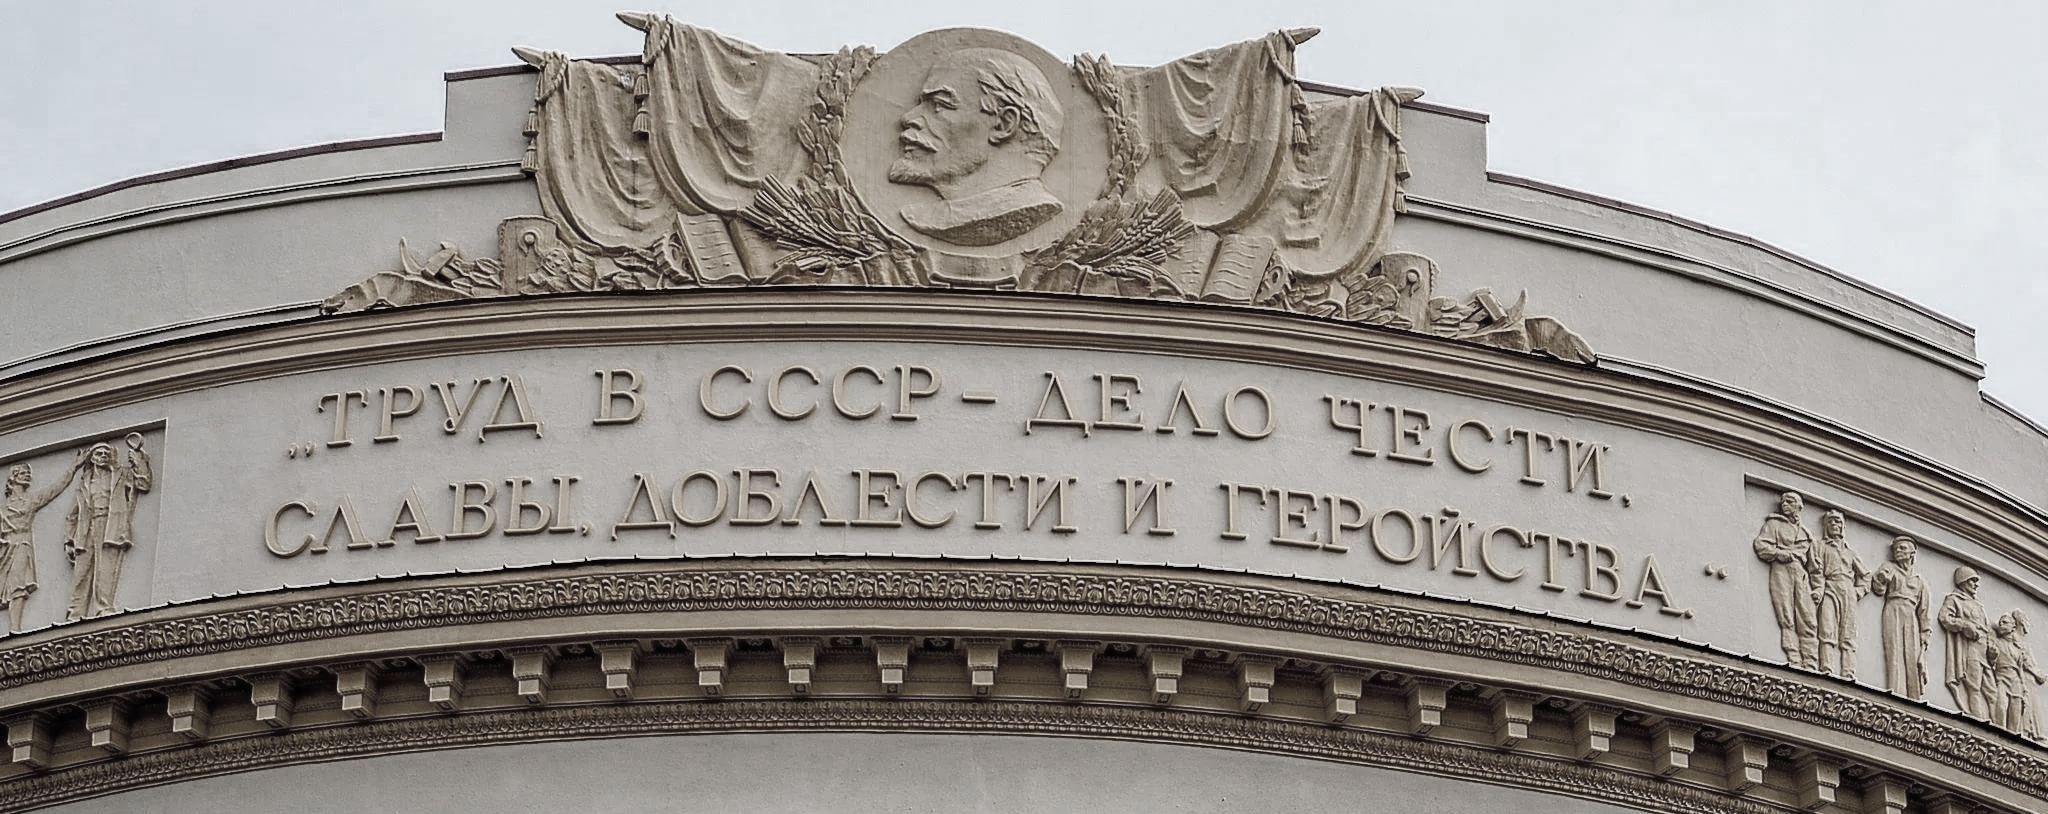 „ТРУД В СССР – ДЕЛО ЧЕСТИ,
СЛАВЫ, ДОБЛЕСТИ И ГЕРОЙСТВА.“